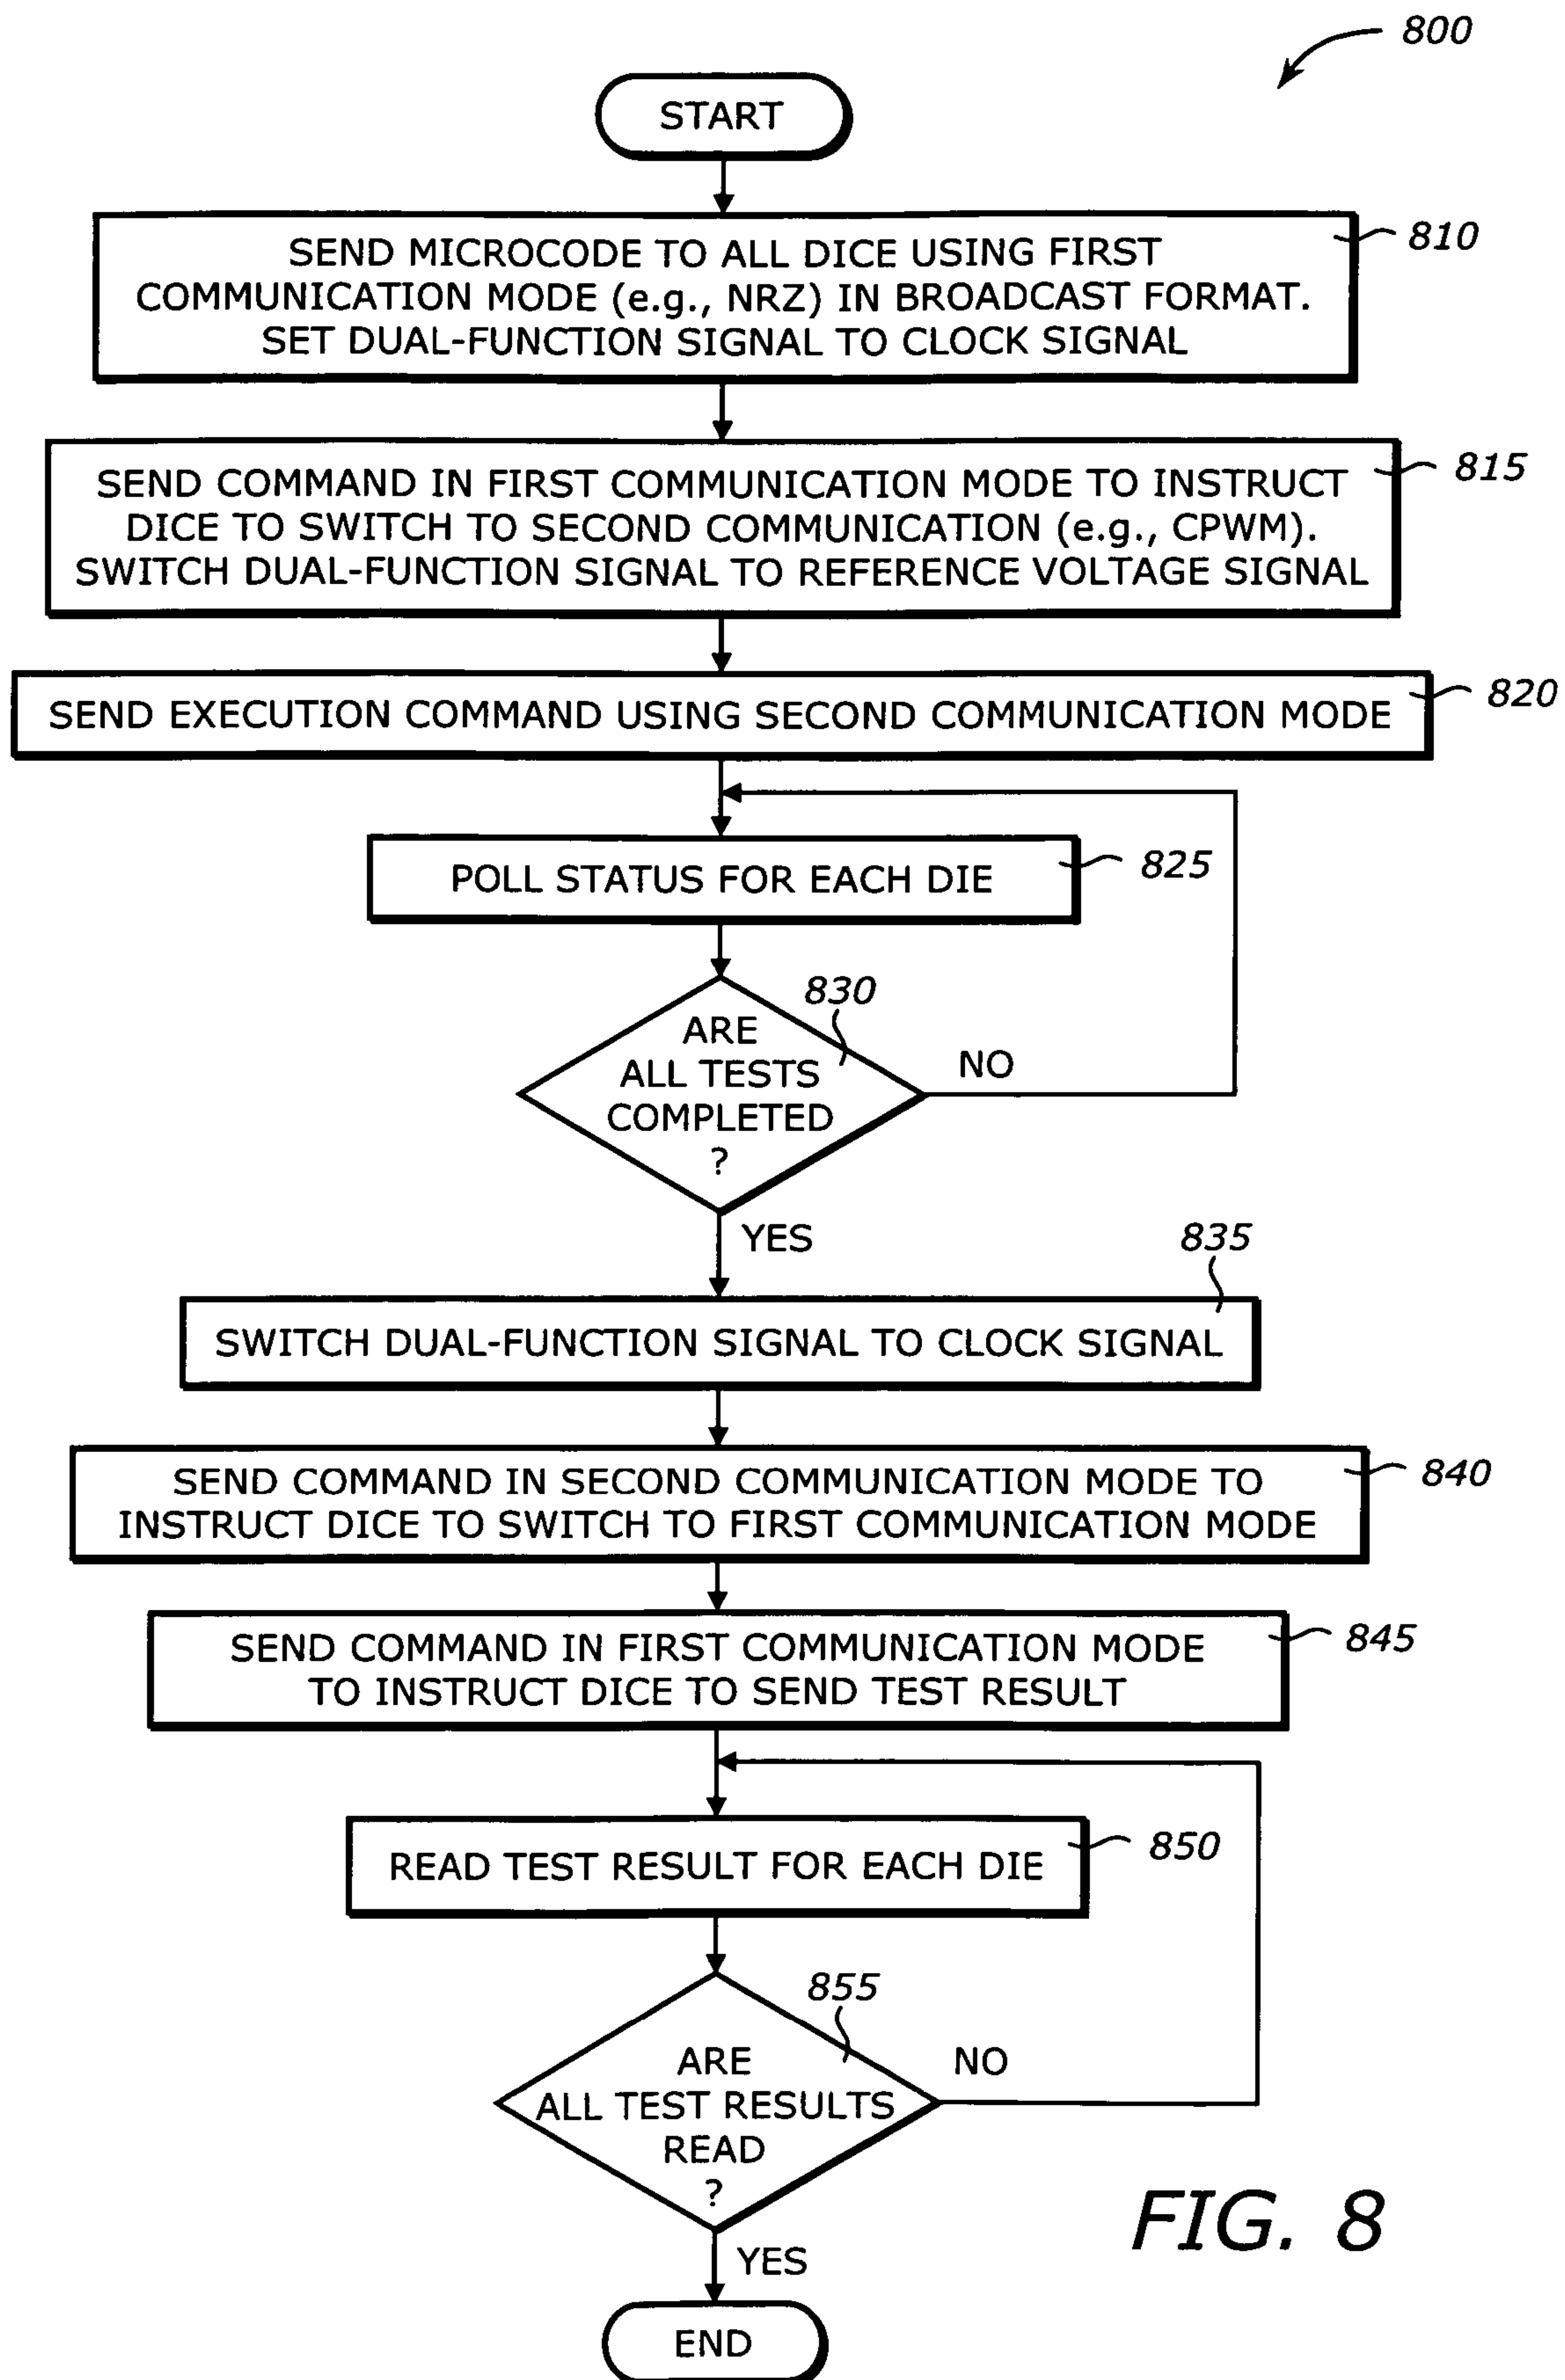 800
START
SEND MICROCODE TO ALL DICE USING FIRST
COMMUNICATION MODE (e.g., NRZ) IN BROADCAST FORMAT.
SET DUAL-FUNCTION SIGNAL TO CLOCK SIGNAL
810
SEND COMMAND IN FIRST COMMUNICATION MODE TO INSTRUCT
DICE TO SWITCH TO SECOND COMMUNICATION (e.g., CPWM).
SWITCH DUAL-FUNCTION SIGNAL TO REFERENCE VOLTAGE SIGNAL
815
SEND EXECUTION COMMAND USING SECOND COMMUNICATION MODE
820
POLL STATUS FOR EACH DIE
825
830
ARE
ALL TESTS
COMPLETED
?
NO
YES
835
SWITCH DUAL-FUNCTION SIGNAL TO CLOCK SIGNAL
SEND COMMAND IN SECOND COMMUNICATION MODE TO
INSTRUCT DICE TO SWITCH TO FIRST COMMUNICATION MODE
840
SEND COMMAND IN FIRST COMMUNICATION MODE
TO INSTRUCT DICE TO SEND TEST RESULT
845
READ TEST RESULT FOR EACH DIE
850
855
ARE
ALL TEST RESULTS
READ
?
NO
YES
END
FIG. 8